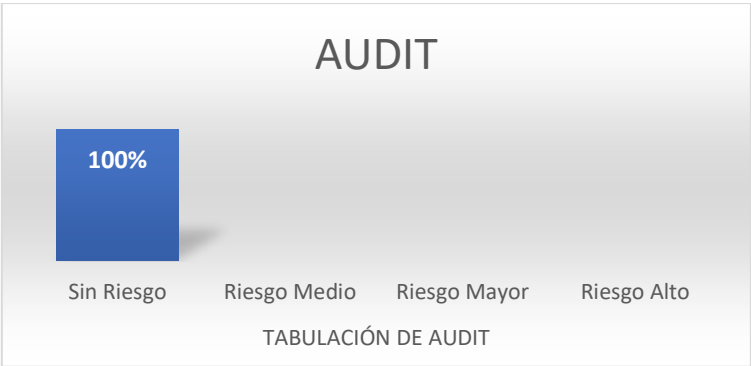 AUDIT
100%
Sin Riesgo Riesgo Medio Riesgo Mayor Riesgo Alto
TABULACIÓN DE AUDIT